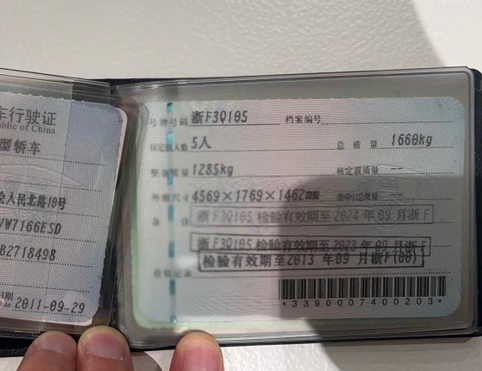 车行驶证
public of China
型轿车
人民北路10号
VW7166ESD
B2718498
2011-09-29
号牌号码 浙F3Q105 档案编号
核定载人数 5人 总质量 1660kg
整备质量 1285kg 核定载质量 --
外廓尺寸 4569×1769×1462mm --
备注 浙F3Q105 检验有效期至2024年09月浙F
浙F3Q105 检验有效期至2023年09月浙F
检验有效期至2013年09月浙F(00)
检验记录
*3390007400203*